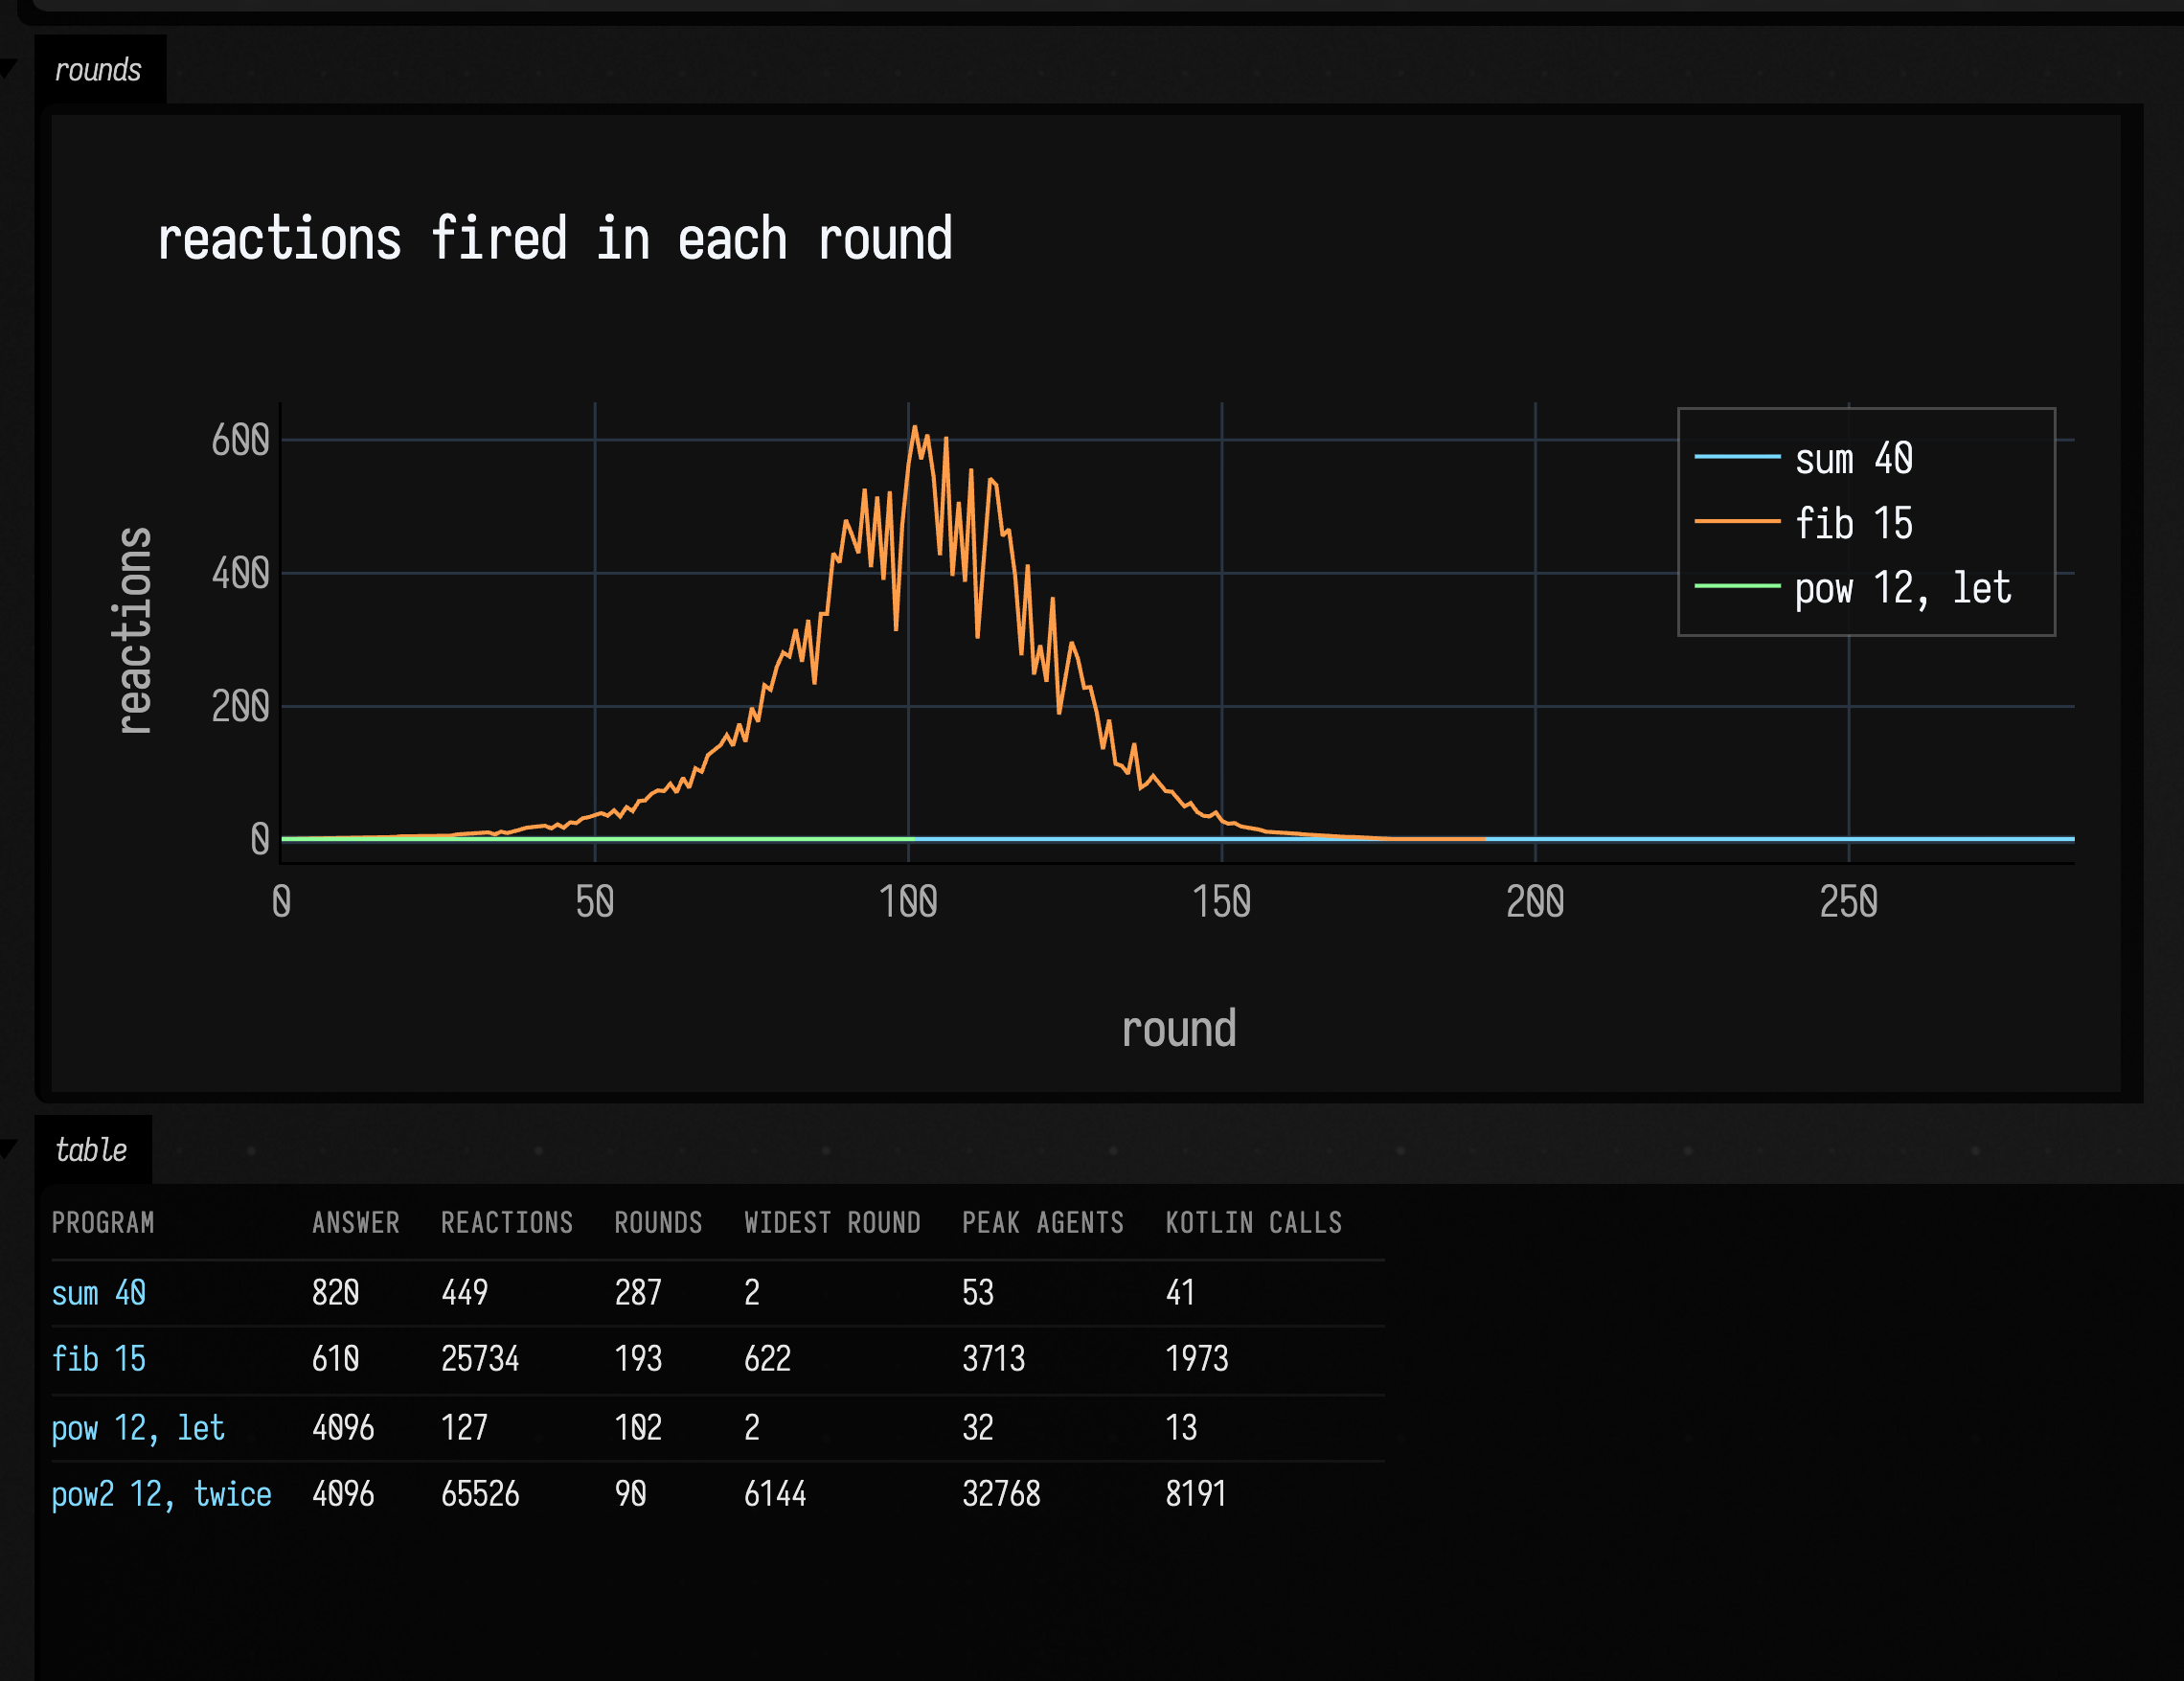 rounds
reactions fired in each round
600
400
200
0
reactions
0 50 100 150 200 250
round
sum 40
fib 15
pow 12, let
table
PROGRAM ANSWER REACTIONS ROUNDS WIDEST ROUND PEAK AGENTS KOTLIN CALLS
sum 40 820 449 287 2 53 41
fib 15 610 25734 193 622 3713 1973
pow 12, let 4096 127 102 2 32 13
pow2 12, twice 4096 65526 90 6144 32768 8191